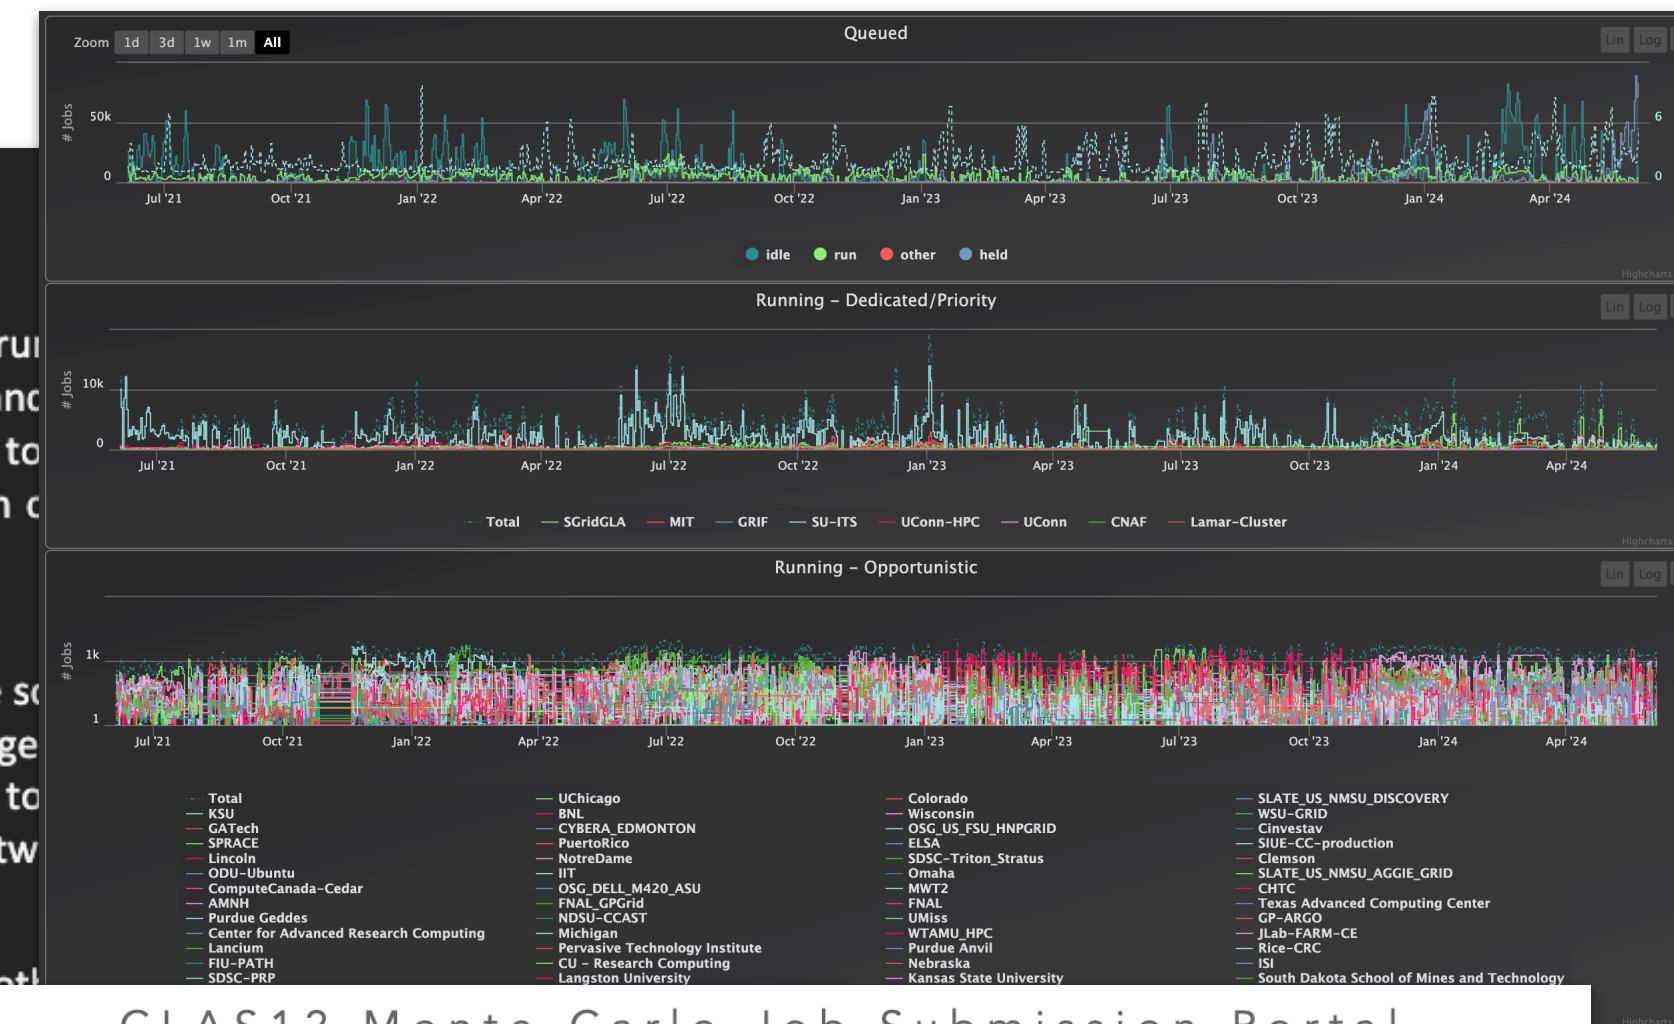 Queued
Zoom 1d 3d 1w 1m All
Lin Log
# Jobs
50k
0
6
0
Jul '21 Oct '21 Jan '22 Apr '22 Jul '22 Oct '22 Jan '23 Apr '23 Jul '23 Oct '23 Jan '24 Apr '24
idle run other held
Highcharts
Running – Dedicated/Priority
Lin Log
# Jobs
10k
0
Jul '21 Oct '21 Jan '22 Apr '22 Jul '22 Oct '22 Jan '23 Apr '23 Jul '23 Oct '23 Jan '24 Apr '24
Total SGridGLA MIT GRIF SU-ITS UConn-HPC UConn CNAF Lamar-Cluster
Highcharts
Running – Opportunistic
Lin Log
# Jobs
1k
1
Jul '21 Oct '21 Jan '22 Apr '22 Jul '22 Oct '22 Jan '23 Apr '23 Jul '23 Oct '23 Jan '24 Apr '24
Total UChicago Colorado SLATE_US_NMSU_DISCOVERY
KSU BNL Wisconsin WSU-GRID
GATech CYBERA_EDMONTON OSG_US_FSU_HNPGRID Cinvestav
SPRACE PuertoRico ELSA SIUE-CC-production
Lincoln NotreDame SDSC-Triton_Stratus Clemson
ODU-Ubuntu IIT Omaha SLATE_US_NMSU_AGGIE_GRID
ComputeCanada-Cedar OSG_DELL_M420_ASU MWT2 CHTC
AMNH FNAL_GPGrid FNAL Texas Advanced Computing Center
Purdue Geddes NDSU-CCAST UMiss GP-ARGO
Center for Advanced Research Computing Michigan WTAMU_HPC JLab-FARM-CE
Lancium Pervasive Technology Institute Purdue Anvil Rice-CRC
FIU-PATH CU - Research Computing Nebraska ISI
SDSC-PRP Langston University Kansas State University South Dakota School of Mines and Technology
Highcharts
CLAS12 Monte Carlo Job Submission Portal